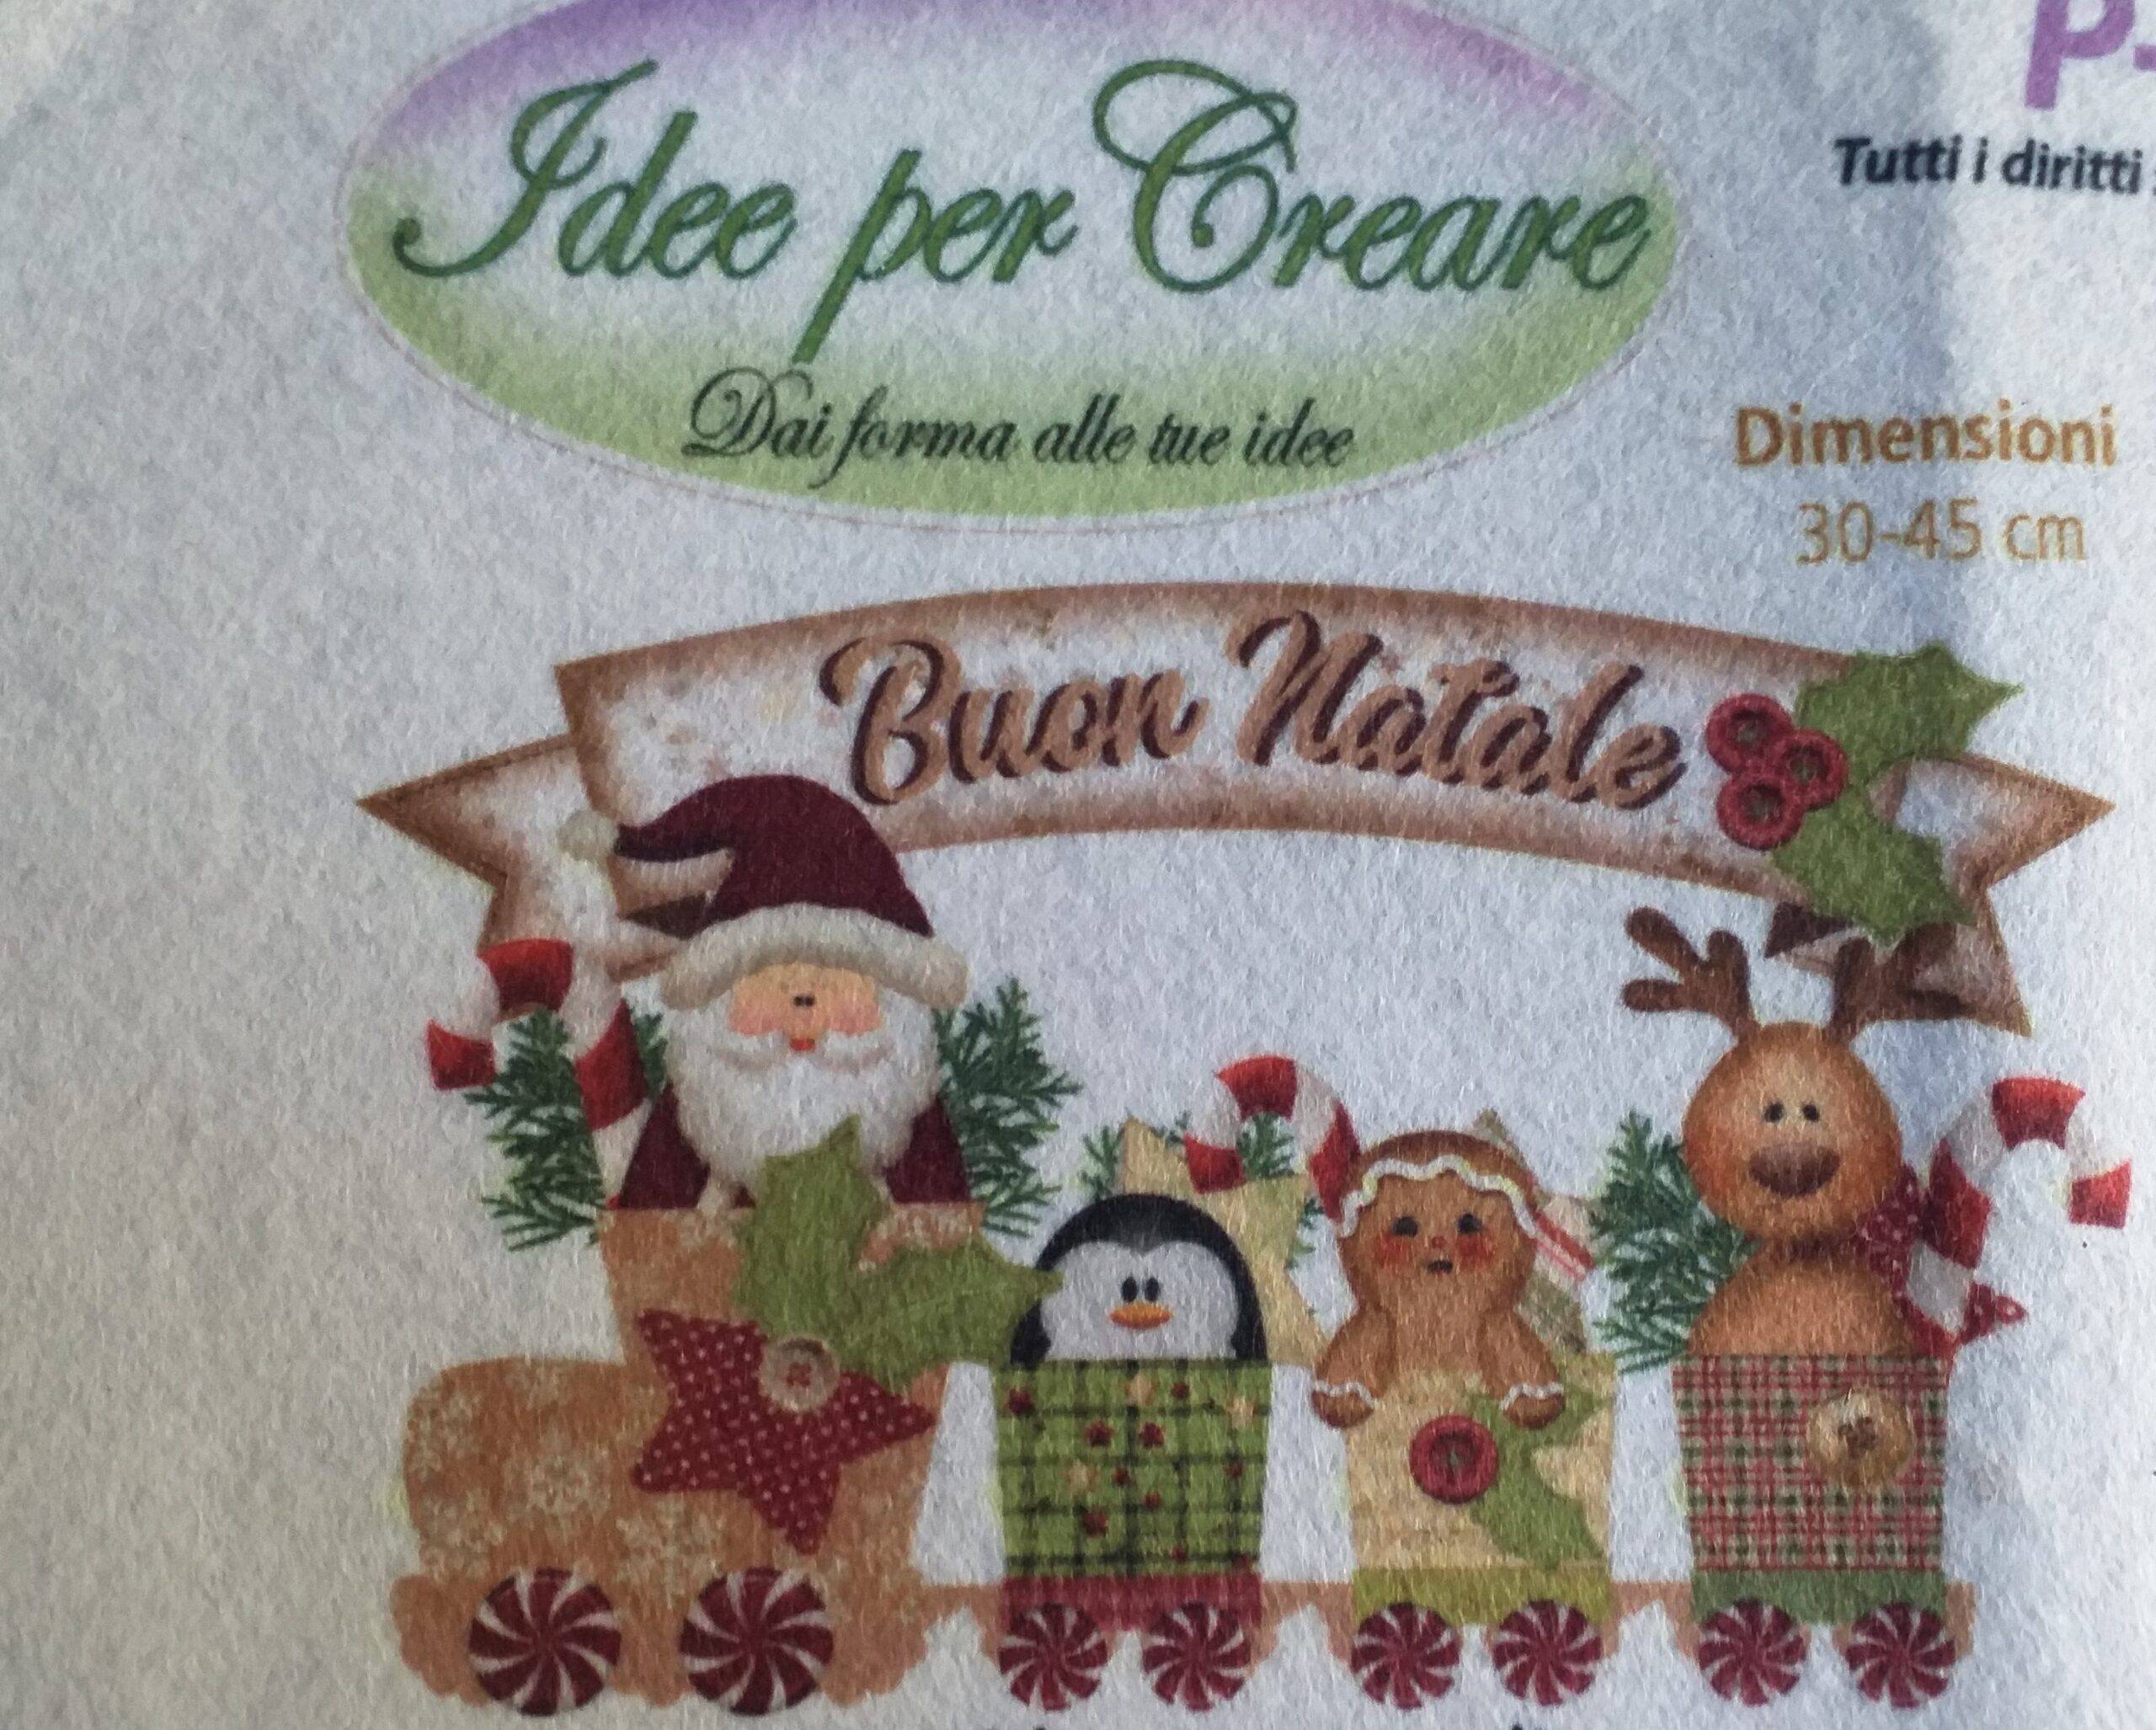 Idee per Creare
Dai forma alle tue idee
Tutti i diritti
Dimensioni
30-45 cm
Buon Natale